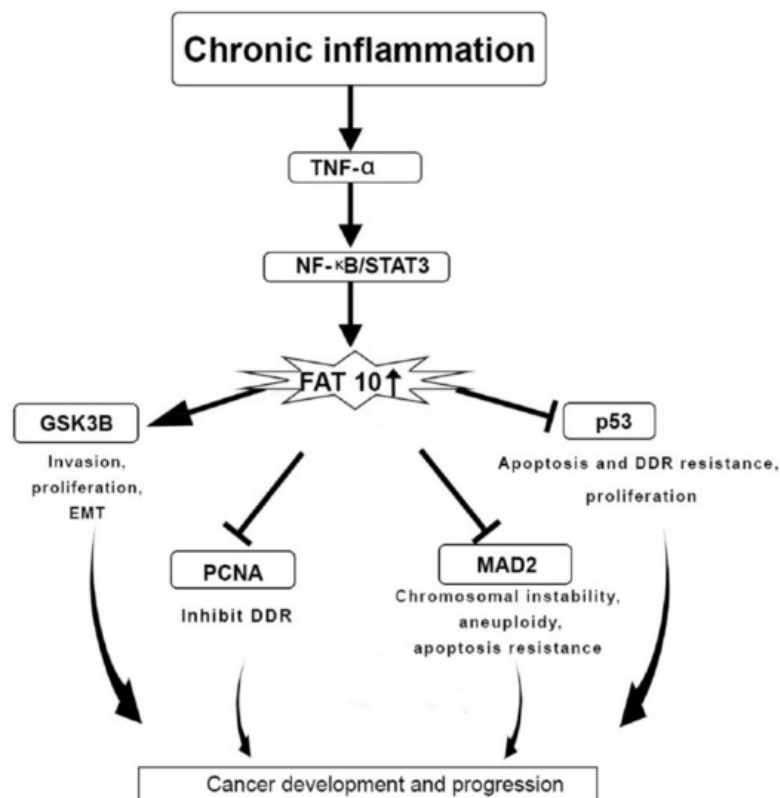 Chronic inflammation
TNF-α
NF-κB/STAT3
FAT 10↑
GSK3B
Invasion,
proliferation,
EMT
p53
Apoptosis and DDR resistance,
proliferation
PCNA
Inhibit DDR
MAD2
Chromosomal instability,
aneuploidy,
apoptosis resistance
Cancer development and progression